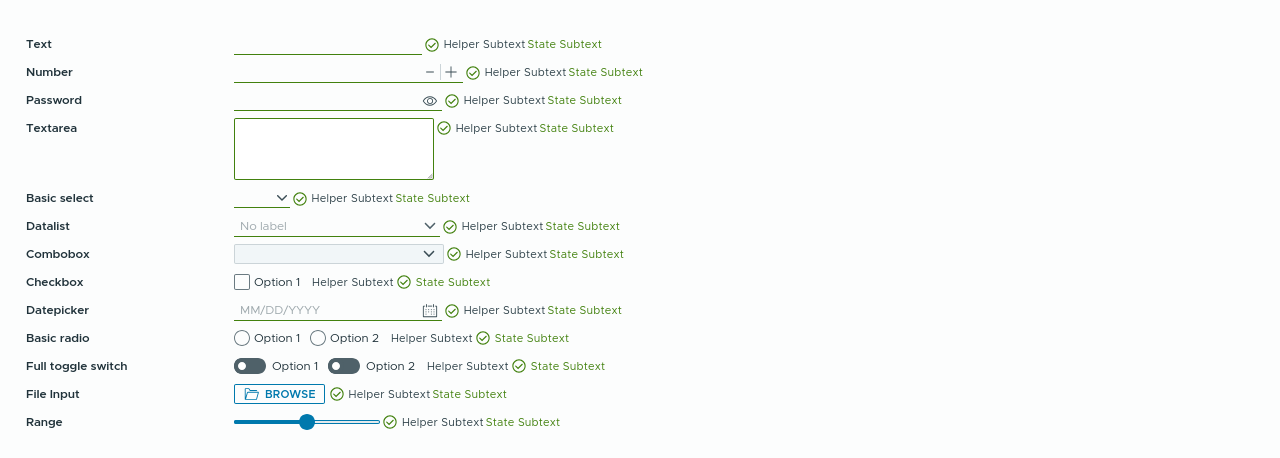 Text Helper Subtext State Subtext
Number Helper Subtext State Subtext
Password Helper Subtext State Subtext
Textarea Helper Subtext State Subtext
Basic select Helper Subtext State Subtext
Datalist No label Helper Subtext State Subtext
Combobox Helper Subtext State Subtext
Checkbox Option 1 Helper Subtext State Subtext
Datepicker MM/DD/YYYY Helper Subtext State Subtext
Basic radio Option 1 Option 2 Helper Subtext State Subtext
Full toggle switch Option 1 Option 2 Helper Subtext State Subtext
File Input BROWSE Helper Subtext State Subtext
Range Helper Subtext State Subtext